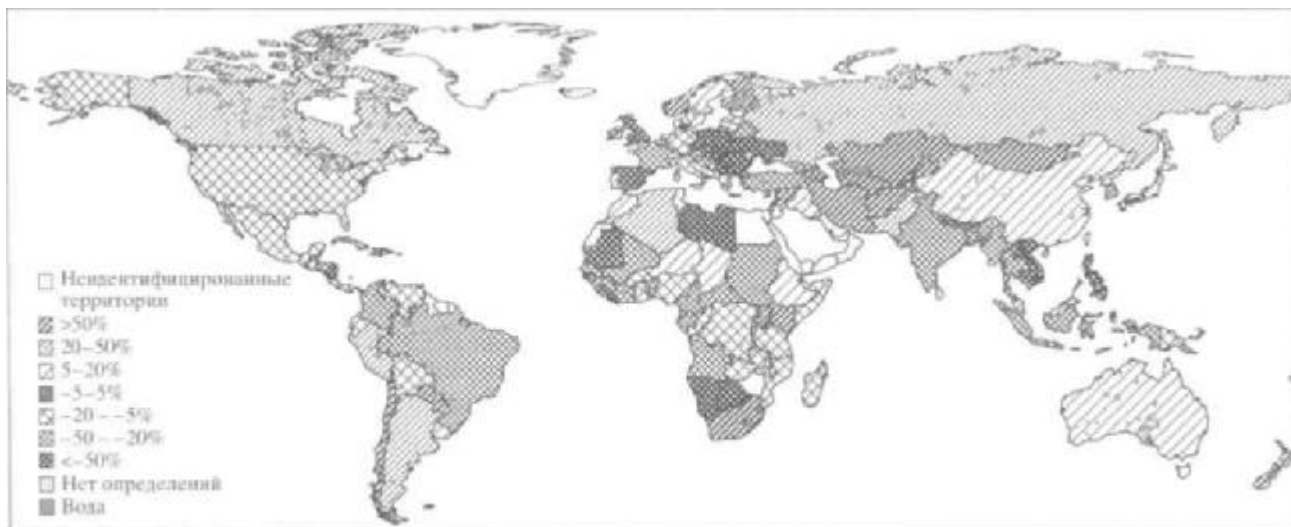 Неидентифицированные
территории
>50%
20–50%
5–20%
–5–5%
–20 – –5%
–50 – –20%
<–50%
Нет определений
Вода